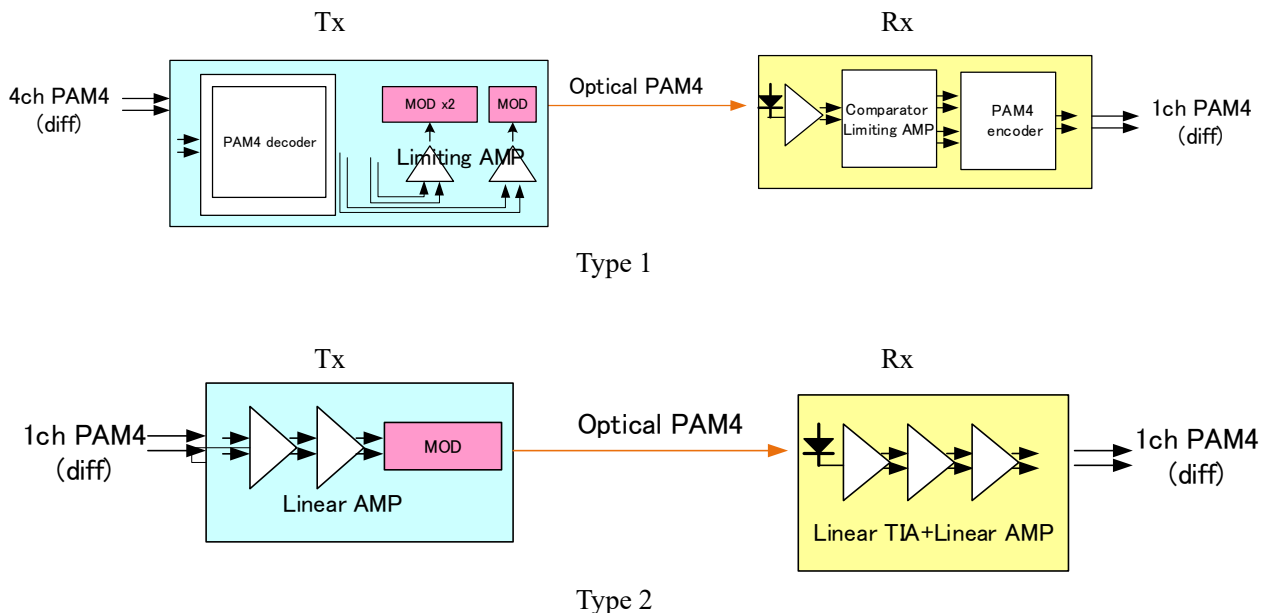 Tx
Rx
4ch PAM4
(diff)
PAM4 decoder
MOD x2
MOD
Limiting AMP
Optical PAM4
Comparator
Limiting AMP
PAM4
encoder
1ch PAM4
(diff)
Type 1
Tx
Rx
1ch PAM4
(diff)
MOD
Linear AMP
Optical PAM4
Linear TIA+Linear AMP
1ch PAM4
(diff)
Type 2